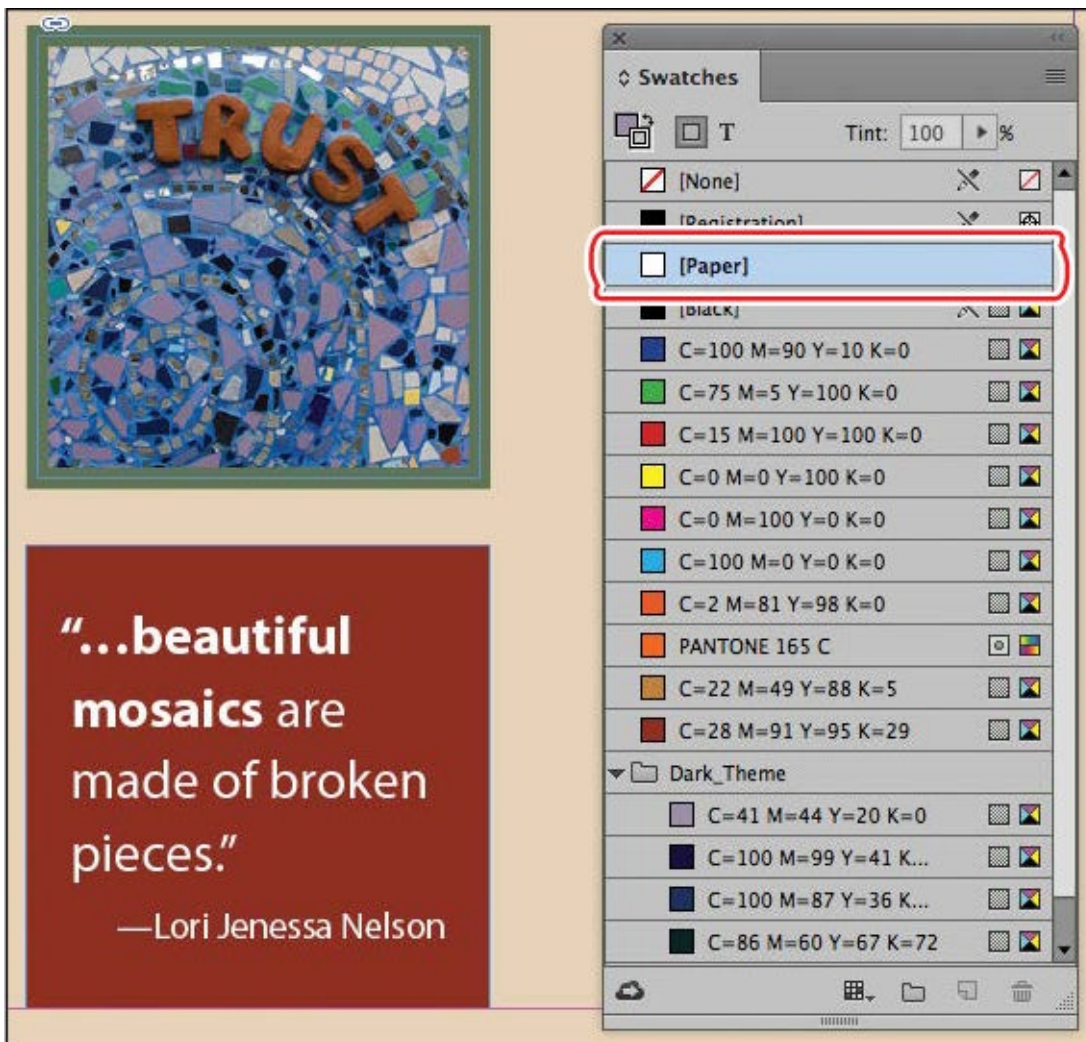 TRUST
“...beautiful
mosaics are
made of broken
pieces.”
—Lori Jenessa Nelson
Swatches
T Tint: 100 %
[None]
[Registration]
[Paper]
[Black]
C=100 M=90 Y=10 K=0
C=75 M=5 Y=100 K=0
C=15 M=100 Y=100 K=0
C=0 M=0 Y=100 K=0
C=0 M=100 Y=0 K=0
C=100 M=0 Y=0 K=0
C=2 M=81 Y=98 K=0
PANTONE 165 C
C=22 M=49 Y=88 K=5
C=28 M=91 Y=95 K=29
Dark_Theme
C=41 M=44 Y=20 K=0
C=100 M=99 Y=41 K...
C=100 M=87 Y=36 K...
C=86 M=60 Y=67 K=72